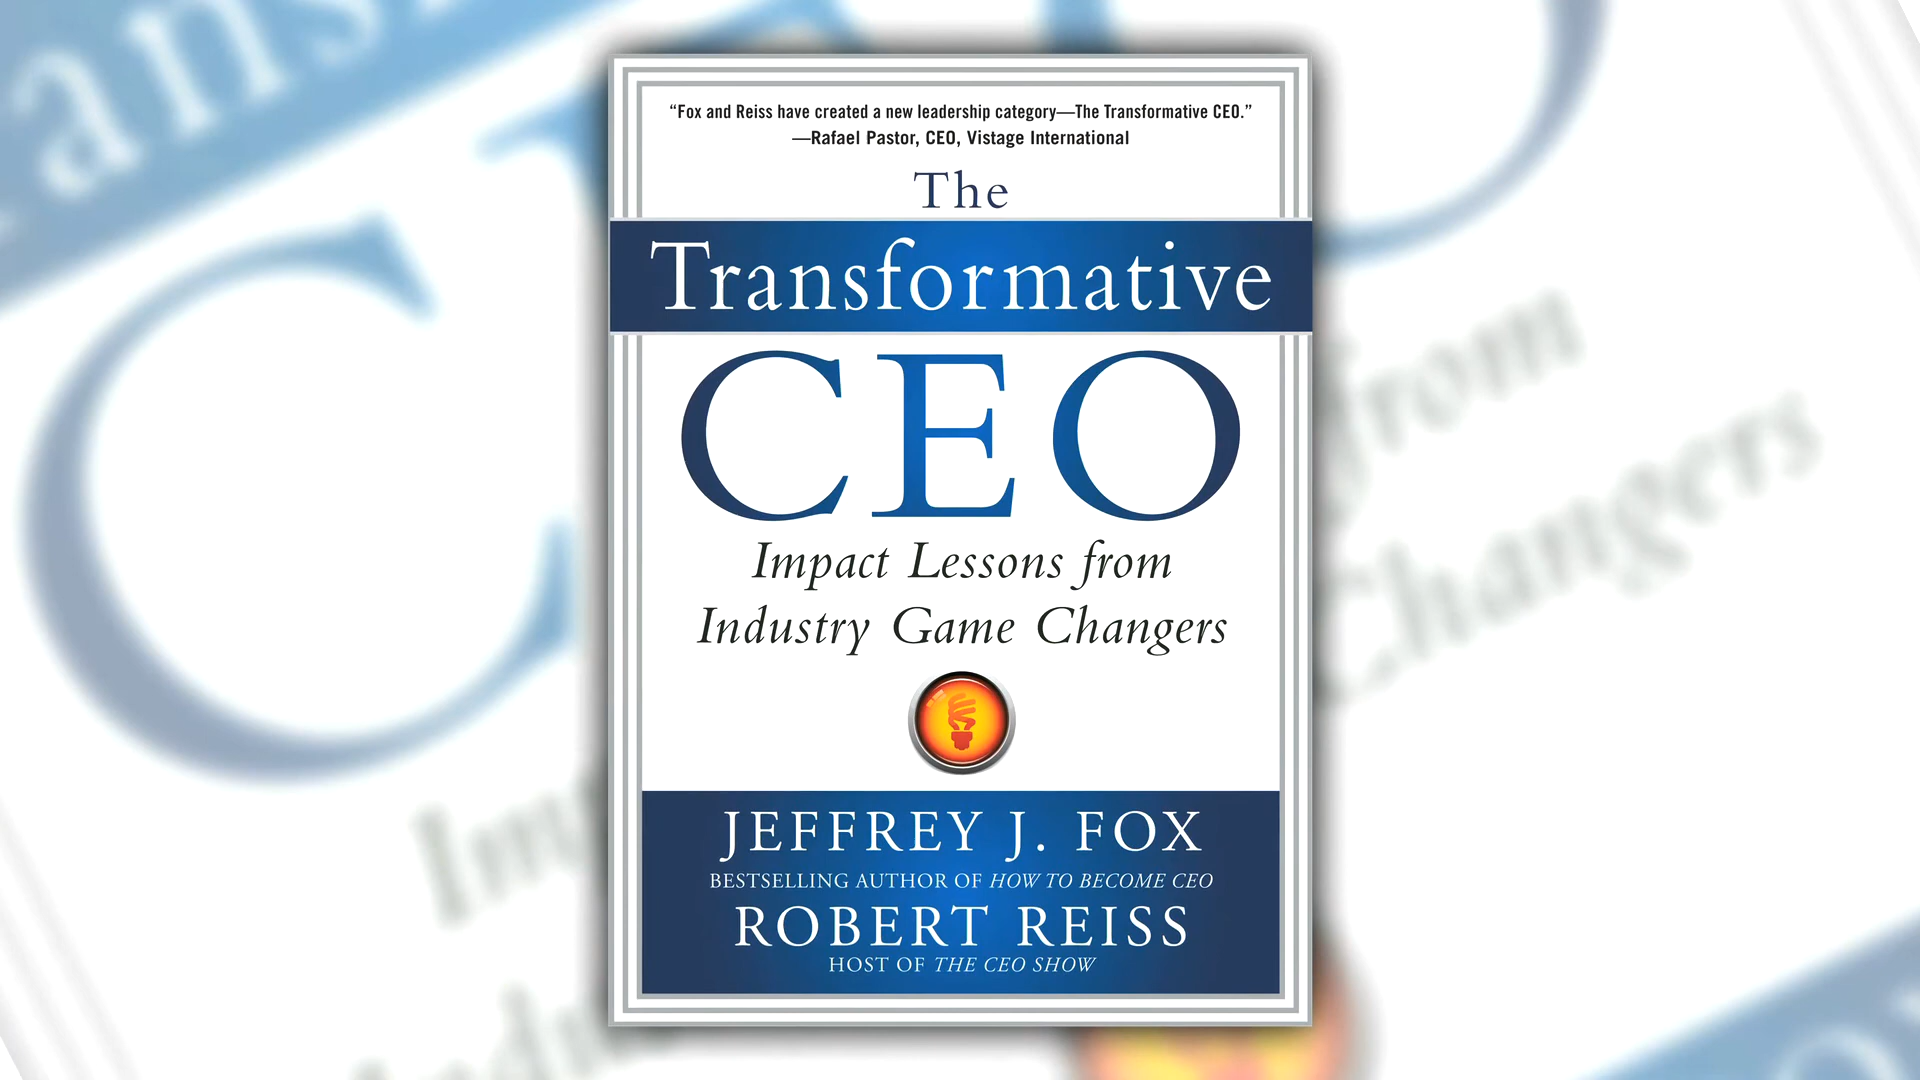 “Fox and Reiss have created a new leadership category—The Transformative CEO.”
—Rafael Pastor, CEO, Vistage International
The
Transformative
CEO
Impact Lessons from
Industry Game Changers
JEFFREY J. FOX
BESTSELLING AUTHOR OF HOW TO BECOME CEO
ROBERT REISS
HOST OF THE CEO SHOW